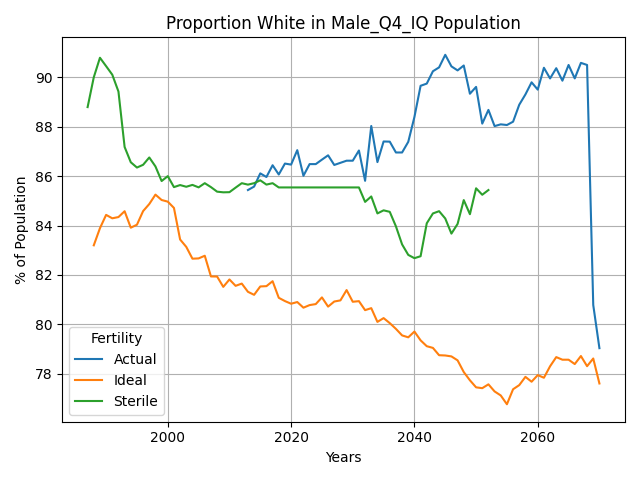 Proportion White in Male_Q4_IQ Population
% of Population
90
88
86
84
82
80
78
Fertility
Actual
Ideal
Sterile
2000 2020 2040 2060
Years